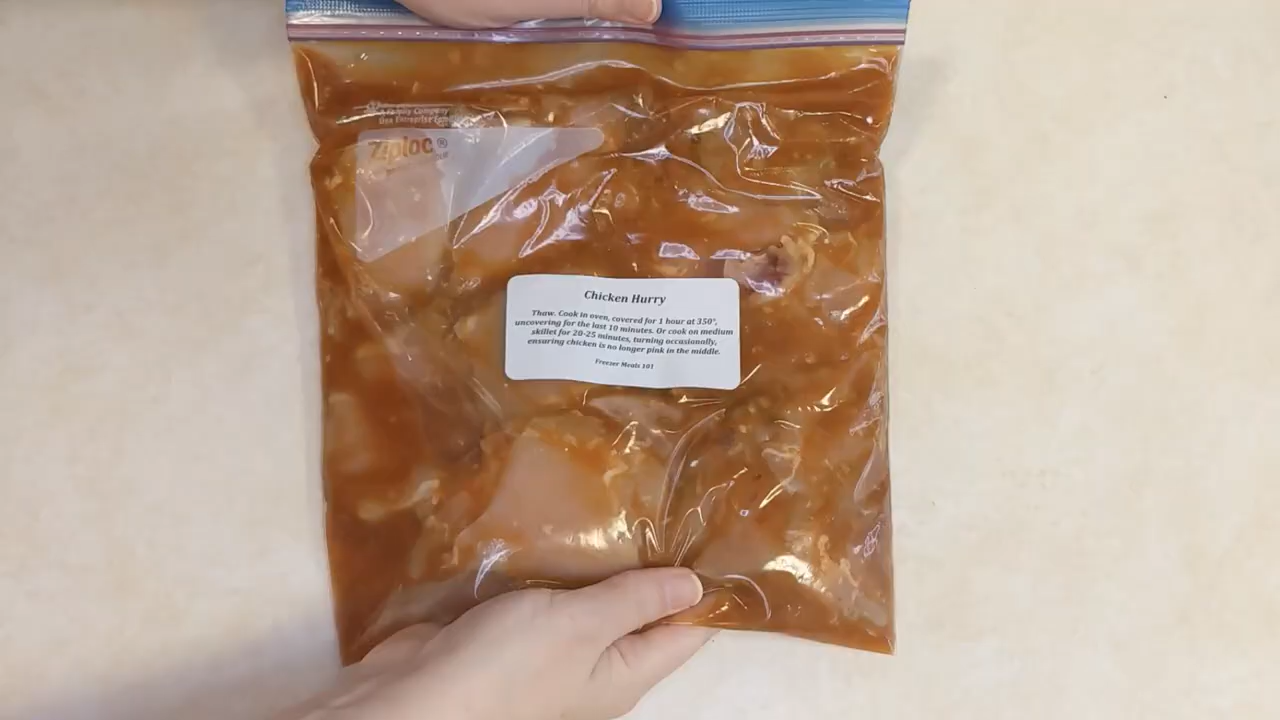 A Family Company
Ziploc®
Chicken Hurry
Thaw. Cook in oven, covered for 1 hour at 350°,
uncovering for the last 10 minutes. Or cook on medium
skillet for 20-25 minutes, turning occasionally,
ensuring chicken is no longer pink in the middle.
Freezer Meals 101